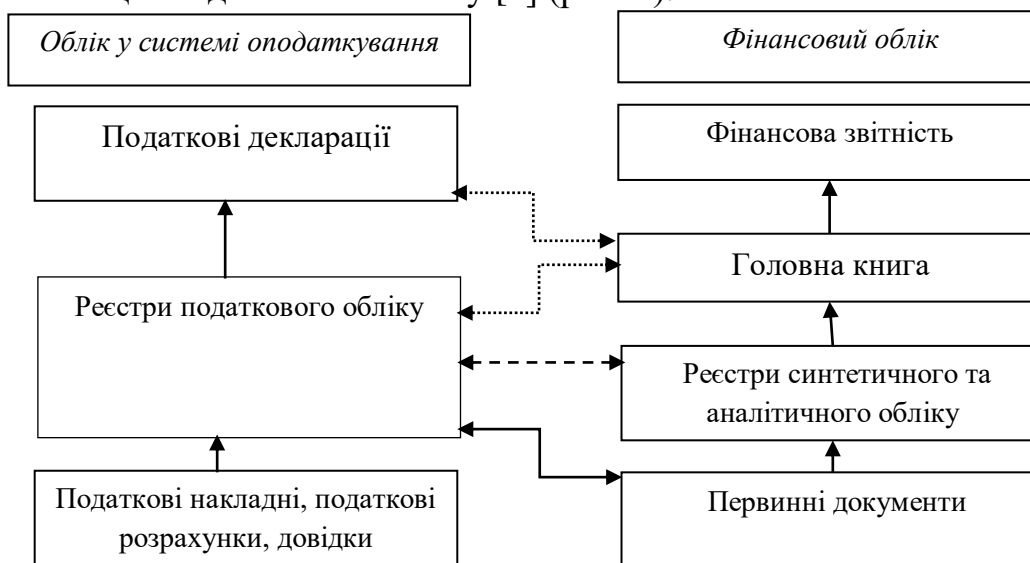 Облік у системі оподаткування
Фінансовий облік
Податкові декларації
Фінансова звітність
Головна книга
Реєстри податкового обліку
Реєстри синтетичного та
аналітичного обліку
Податкові накладні, податкові
розрахунки, довідки
Первинні документи